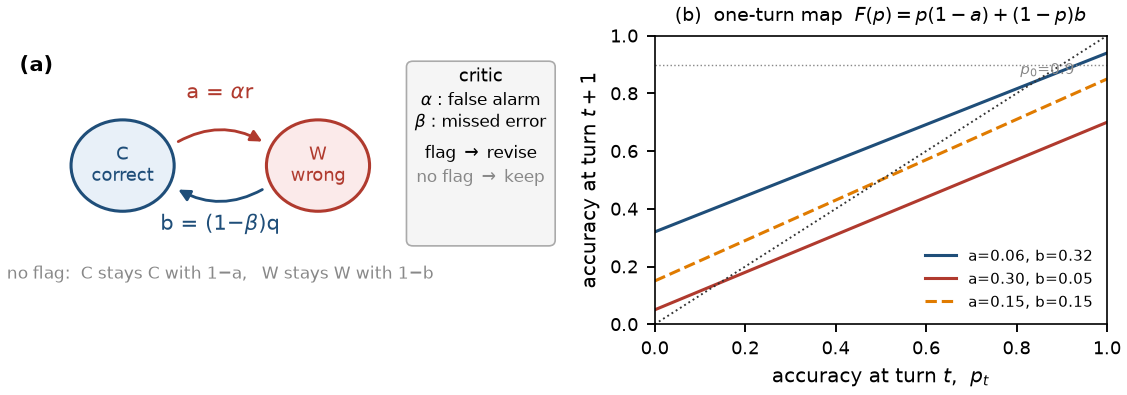 (a)
a = αr
C
correct
W
wrong
b = (1−β)q
critic
α : false alarm
β : missed error
flag → revise
no flag → keep
no flag:  C stays C with 1−a,   W stays W with 1−b
(b)  one-turn map  F(p) = p(1 − a) + (1 − p)b
accuracy at turn t + 1
1.0
0.8
0.6
0.4
0.2
0.0
p₀=0.9
a=0.06, b=0.32
a=0.30, b=0.05
a=0.15, b=0.15
0.0 0.2 0.4 0.6 0.8 1.0
accuracy at turn t,  pₜ